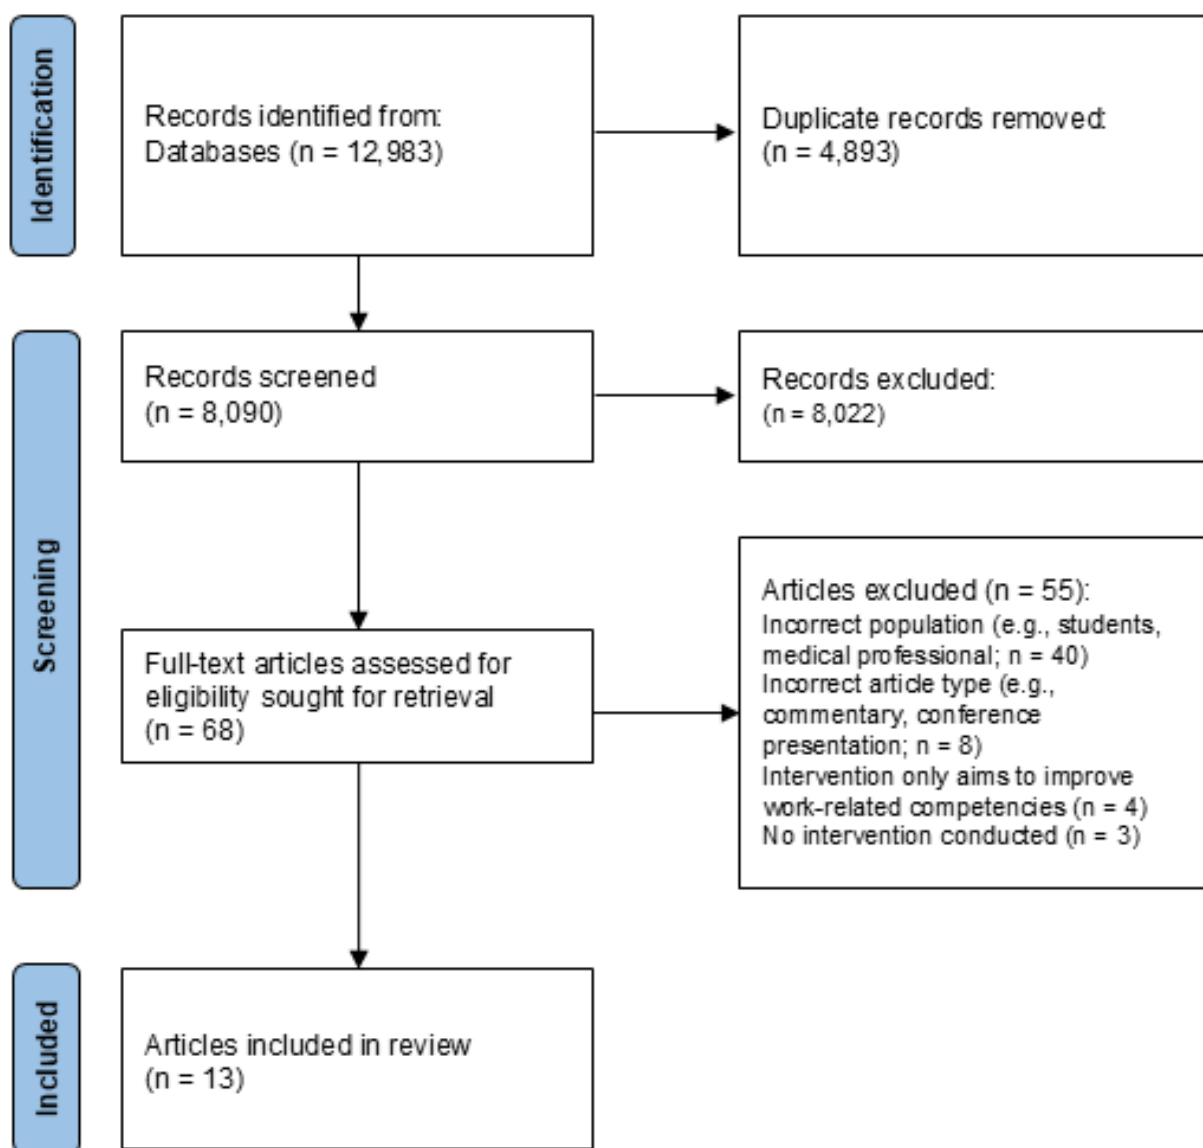 Identification
Records identified from:
Databases (n = 12,983)
Duplicate records removed:
(n = 4,893)
Screening
Records screened
(n = 8,090)
Records excluded:
(n = 8,022)
Full-text articles assessed for
eligibility sought for retrieval
(n = 68)
Articles excluded (n = 55):
Incorrect population (e.g., students,
medical professional; n = 40)
Incorrect article type (e.g.,
commentary, conference
presentation; n = 8)
Intervention only aims to improve
work-related competencies (n = 4)
No intervention conducted (n = 3)
Included
Articles included in review
(n = 13)